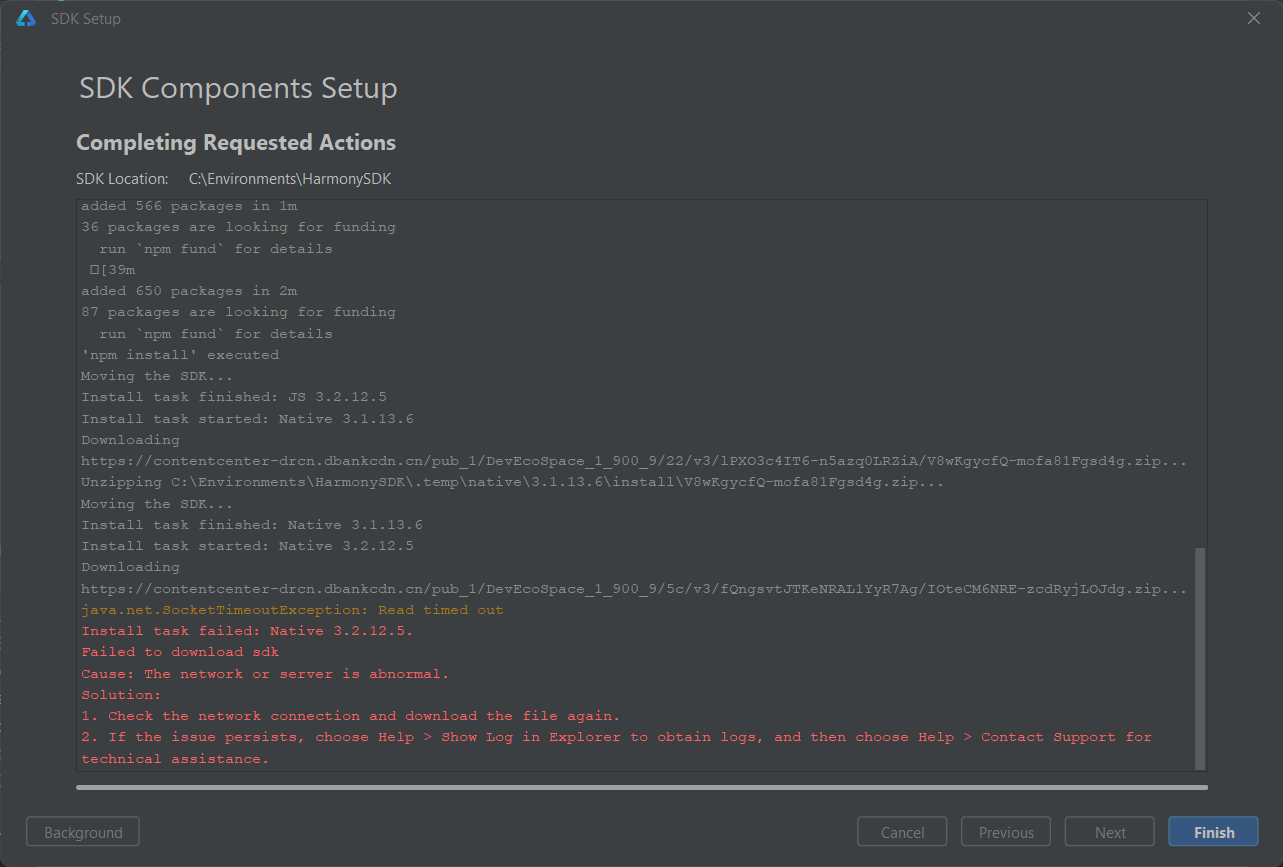 SDK Setup
SDK Components Setup
Completing Requested Actions
SDK Location: C:\Environments\HarmonySDK
added 566 packages in 1m
36 packages are looking for funding
run `npm fund` for details
[39m
added 650 packages in 2m
87 packages are looking for funding
run `npm fund` for details
'npm install' executed
Moving the SDK...
Install task finished: JS 3.2.12.5
Install task started: Native 3.1.13.6
Downloading
https://contentcenter-drcn.dbankcdn.cn/pub_1/DevEcoSpace_1_900_9/22/v3/lPXO3c4IT6-n5azq0LRZiA/V8wKgycfQ-mofa81Fgsd4g.zip...
Unzipping C:\Environments\HarmonySDK\.temp\native\3.1.13.6\install\V8wKgycfQ-mofa81Fgsd4g.zip...
Moving the SDK...
Install task finished: Native 3.1.13.6
Install task started: Native 3.2.12.5
Downloading
https://contentcenter-drcn.dbankcdn.cn/pub_1/DevEcoSpace_1_900_9/5c/v3/fQngsvtJTKeNRAL1YyR7Ag/IOteCM6NRE-zcdRyjLOJdg.zip...
java.net.SocketTimeoutException: Read timed out
Install task failed: Native 3.2.12.5.
Failed to download sdk
Cause: The network or server is abnormal.
Solution:
1. Check the network connection and download the file again.
2. If the issue persists, choose Help > Show Log in Explorer to obtain logs, and then choose Help > Contact Support for
technical assistance.
Background Cancel Previous Next Finish